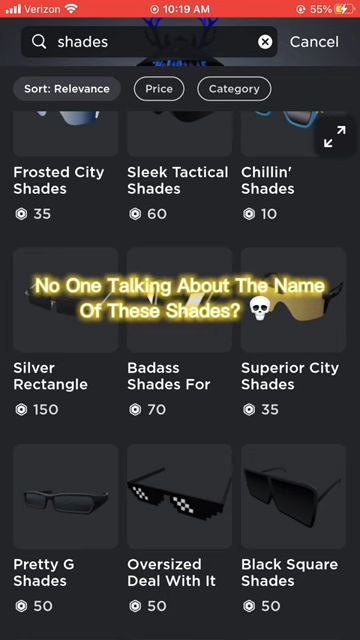 Verizon 10:19 AM 55%
shades Cancel
Sort: Relevance Price Category
Frosted City Shades
35
Sleek Tactical Shades
60
Chillin' Shades
10
No One Talking About The Name
Of These Shades? 💀
Silver Rectangle
150
Badass Shades For
70
Superior City Shades
35
Pretty G Shades
50
Oversized Deal With It
50
Black Square Shades
50